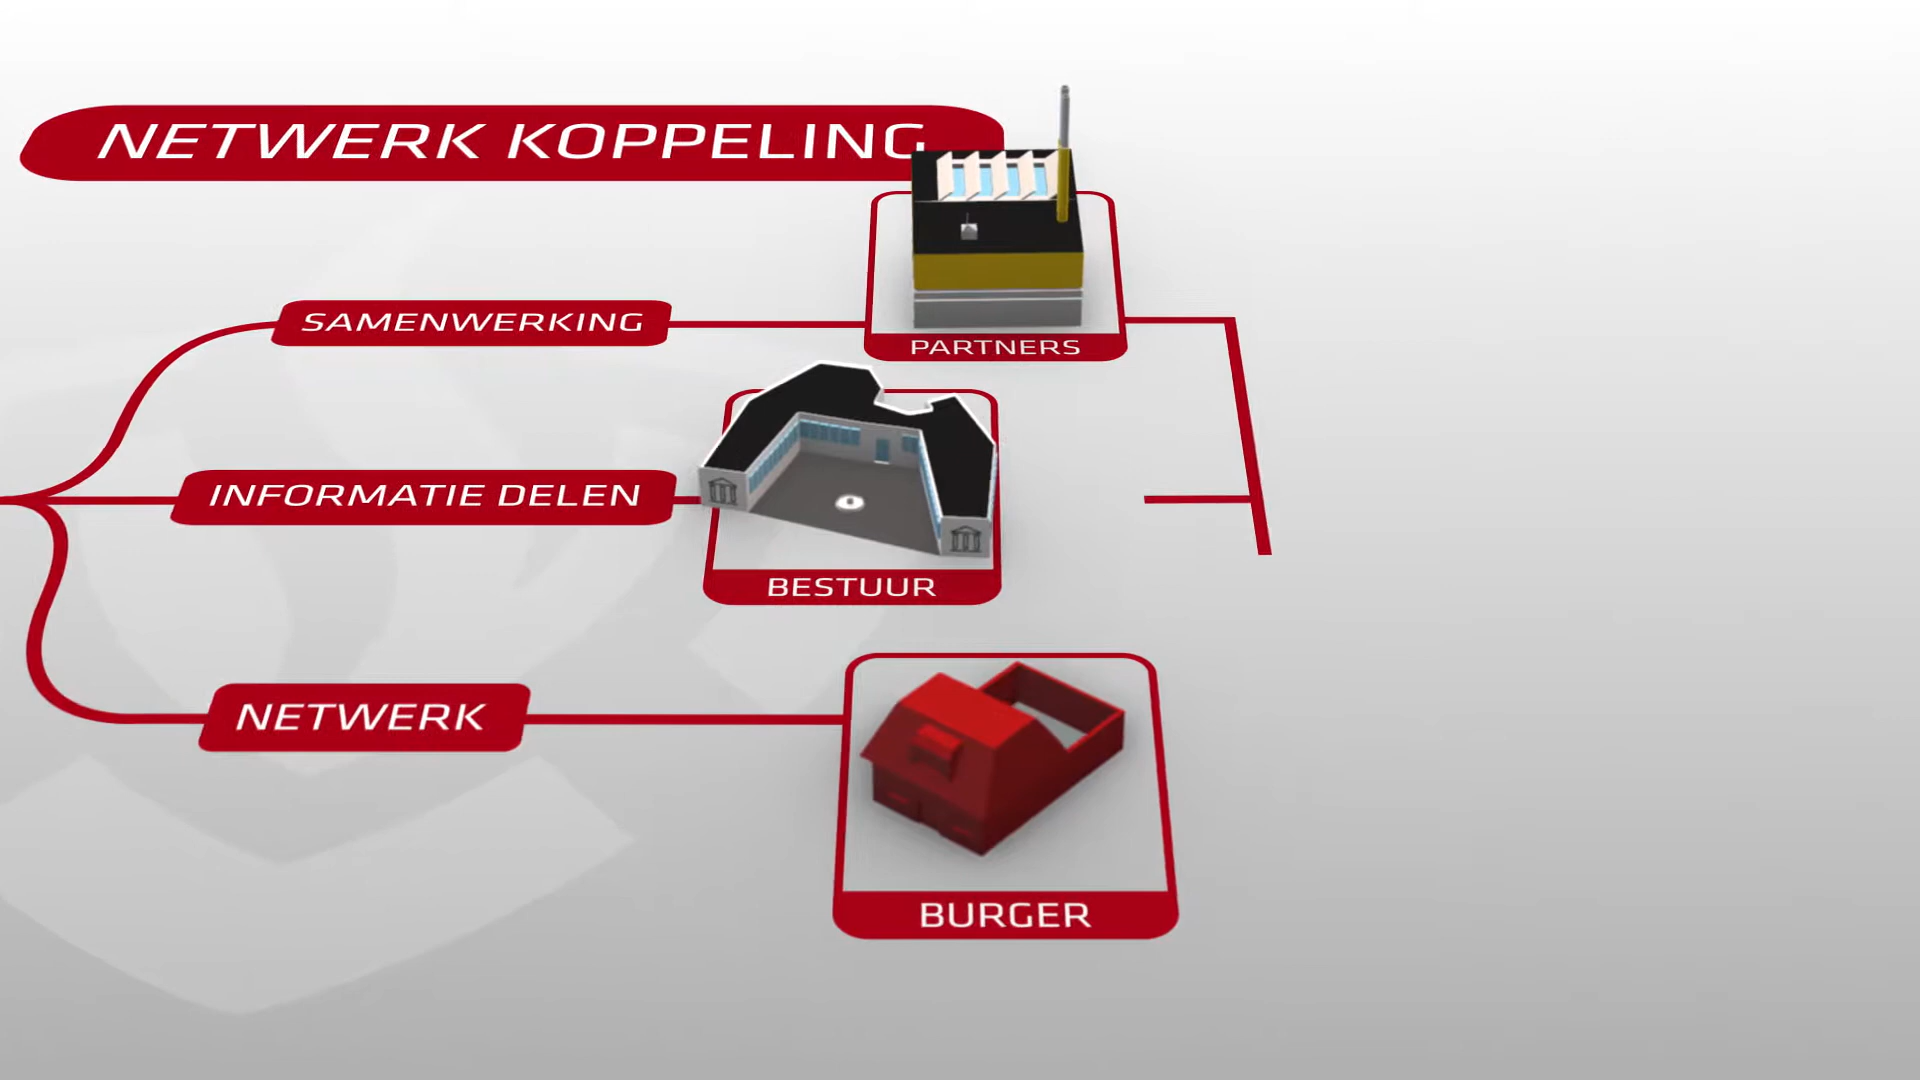 NETWERK KOPPELING
SAMENWERKING
PARTNERS
INFORMATIE DELEN
BESTUUR
NETWERK
BURGER